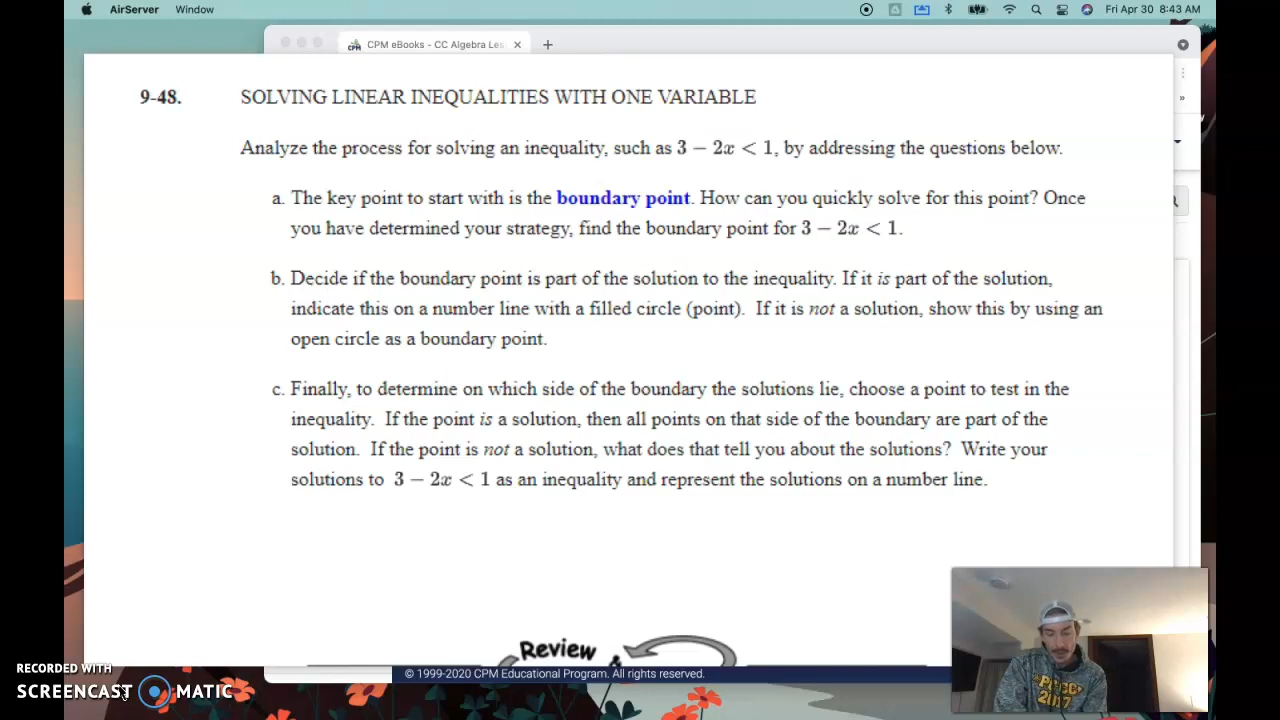 AirServer Window Fri Apr 30 8:43 AM
CPM eBooks - CC Algebra Les
9-48. SOLVING LINEAR INEQUALITIES WITH ONE VARIABLE
Analyze the process for solving an inequality, such as 3 − 2x < 1, by addressing the questions below.
a. The key point to start with is the boundary point. How can you quickly solve for this point? Once
you have determined your strategy, find the boundary point for 3 − 2x < 1.
b. Decide if the boundary point is part of the solution to the inequality. If it is part of the solution,
indicate this on a number line with a filled circle (point). If it is not a solution, show this by using an
open circle as a boundary point.
c. Finally, to determine on which side of the boundary the solutions lie, choose a point to test in the
inequality. If the point is a solution, then all points on that side of the boundary are part of the
solution. If the point is not a solution, what does that tell you about the solutions? Write your
solutions to 3 − 2x < 1 as an inequality and represent the solutions on a number line.
Review &
© 1999-2020 CPM Educational Program. All rights reserved.
RECORDED WITH
SCREENCAST MATIC
2017